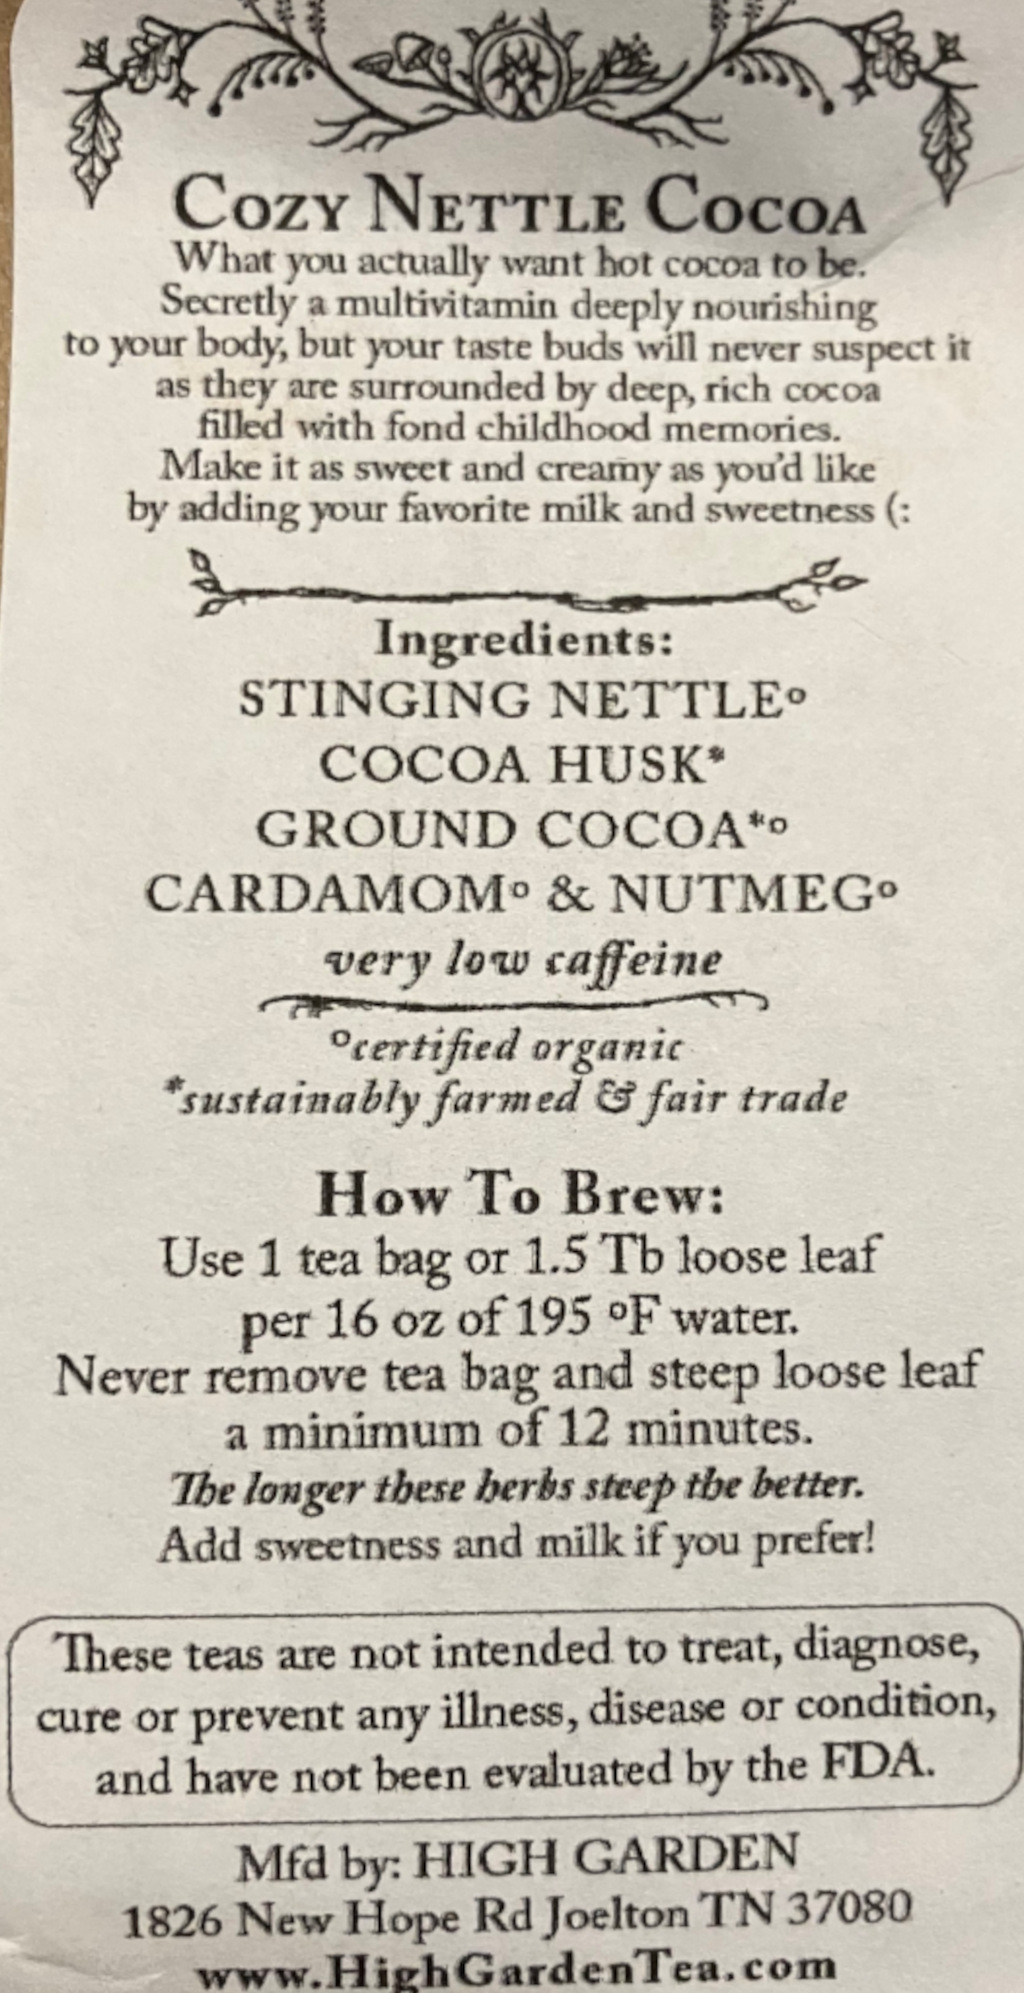 COZY NETTLE COCOA
What you actually want hot cocoa to be.
Secretly a multivitamin deeply nourishing
to your body, but your taste buds will never suspect it
as they are surrounded by deep, rich cocoa
filled with fond childhood memories.
Make it as sweet and creamy as you'd like
by adding your favorite milk and sweetness (:
Ingredients:
STINGING NETTLE°
COCOA HUSK*
GROUND COCOA*°
CARDAMOM° & NUTMEG°
very low caffeine
°certified organic
*sustainably farmed & fair trade
How To Brew:
Use 1 tea bag or 1.5 Tb loose leaf
per 16 oz of 195 °F water.
Never remove tea bag and steep loose leaf
a minimum of 12 minutes.
The longer these herbs steep the better.
Add sweetness and milk if you prefer!
These teas are not intended to treat, diagnose,
cure or prevent any illness, disease or condition,
and have not been evaluated by the FDA.
Mfd by: HIGH GARDEN
1826 New Hope Rd Joelton TN 37080
www.HighGardenTea.com